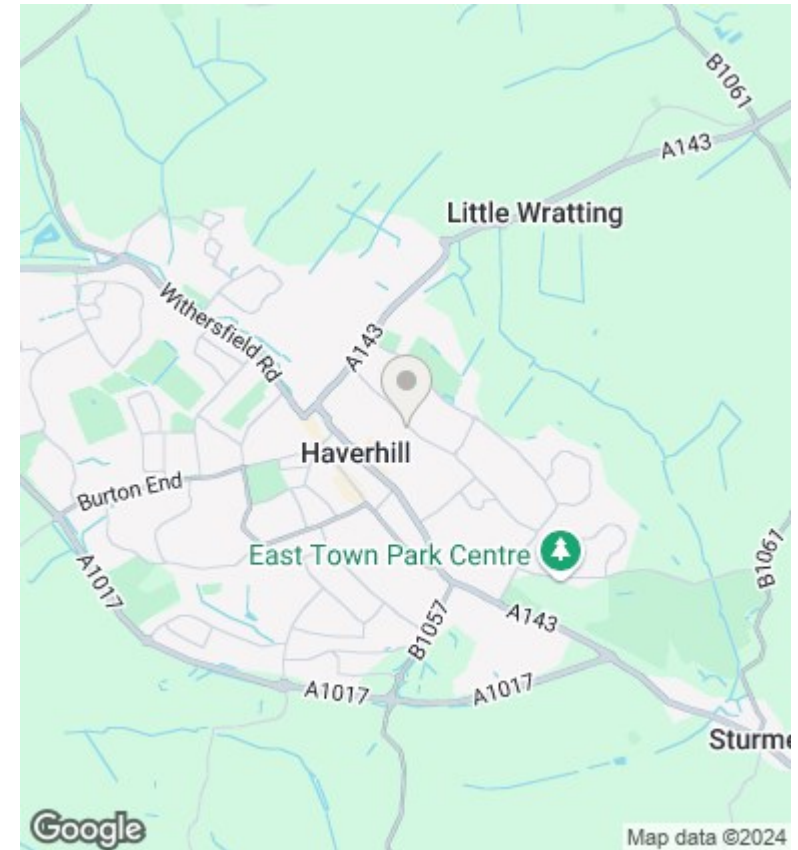 B1061
A143
Little Wratting
Withersfield Rd
A143
Haverhill
Burton End
East Town Park Centre
B1061
A1017
B1057
A143
A1017
A1017
Sturme
Google
Map data ©2024